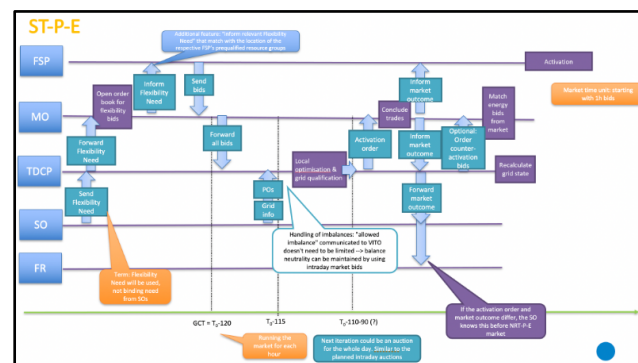 ST-P-E
Additional feature: "Inform relevant Flexibility
Need" that match with the location of the
respective FSP's prequalified resource groups
FSP
Activation
Open order
book for
flexibility
bids
Inform
Flexibility
Need
Send
bids
Inform
market
outcome
Match
energy
bids
from
market
Market time unit: starting
with 1h bids
MO
Conclude
trades
Forward
Flexibility
Need
Forward
all bids
Activation
order
Inform
market
outcome
Optional:
Order
counter-
activation
bids
TDCP
Local
optimisation &
grid qualification
Recalculate
grid state
Send
Flexibility
Need
POs
Grid
info
Forward
market
outcome
SO
Handling of imbalances: "allowed
imbalance" communicated to VITO
doesn't need to be limited --> balance
neutrality can be maintained by using
intraday market bids
FR
Term: Flexibility
Need will be used,
not binding need
from SOs
If the activation order and
market outcome differ, the SO
knows this before NRT-P-E
market
GCT = T0-120
T0-115
T0-110-90 (?)
Running the
market for each
hour
Next iteration could be an auction
for the whole day. Similar to the
planned intraday auctions